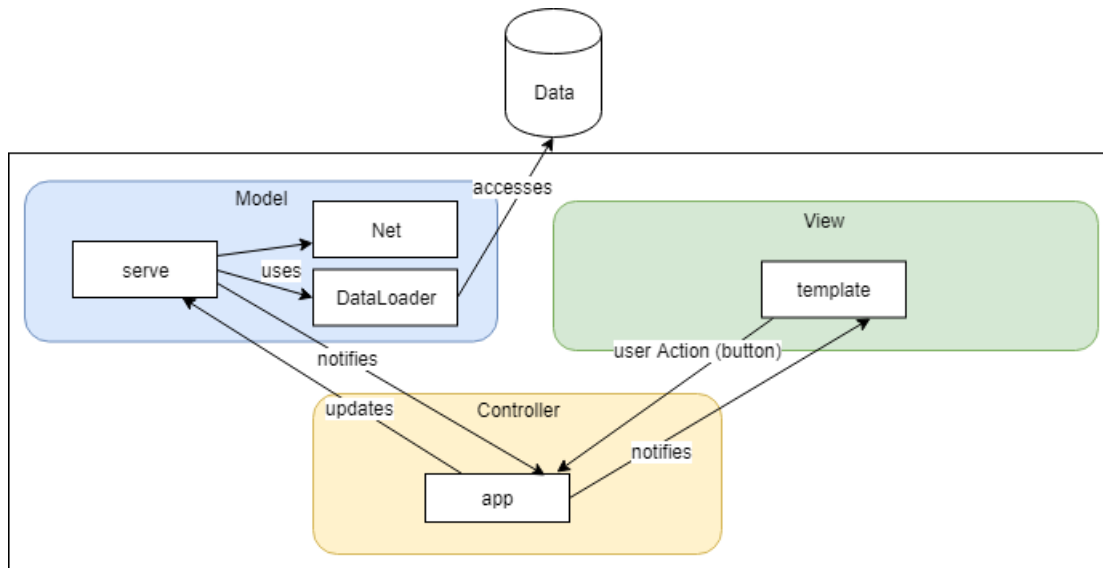 Data
accesses
Model
Net
serve
uses
DataLoader
View
template
notifies
updates
user Action (button)
notifies
Controller
app